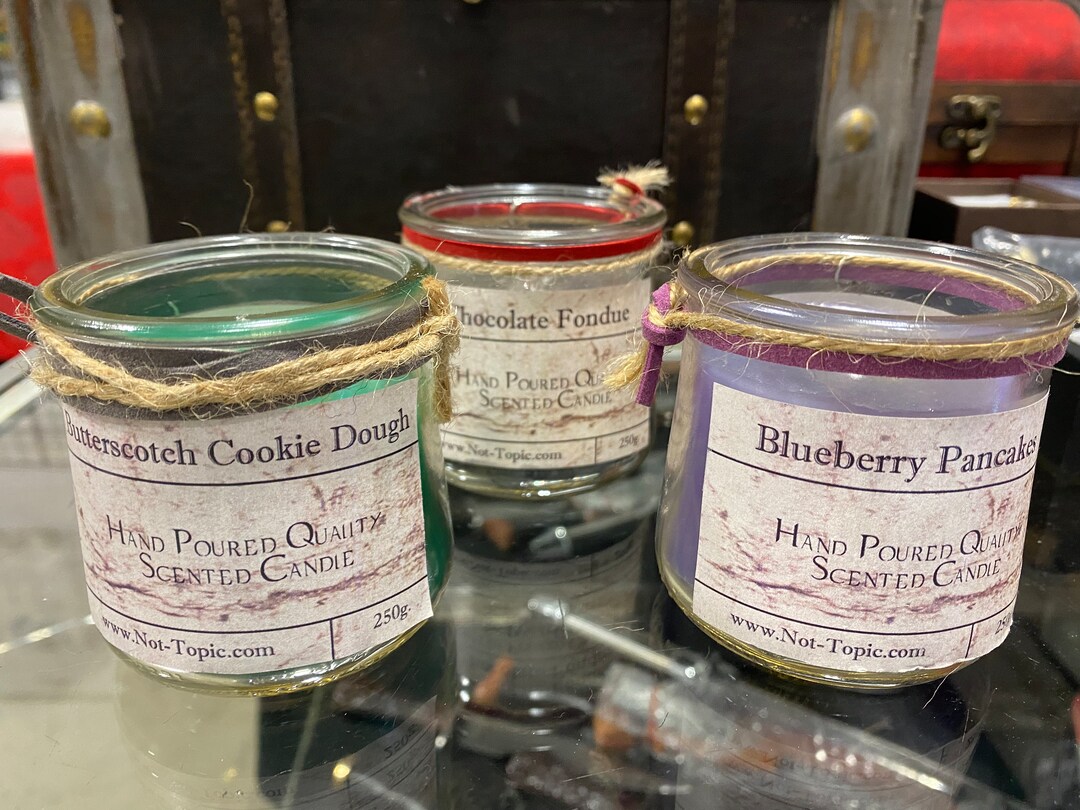 Butterscotch Cookie Dough
Hand Poured Quality
Scented Candle
www.Not-Topic.com
250g.
Chocolate Fondue
Hand Poured
Scented Candle
www.Not-Topic.com
250g
Blueberry Pancakes
Hand Poured Quality
Scented Candle
www.Not-Topic.com